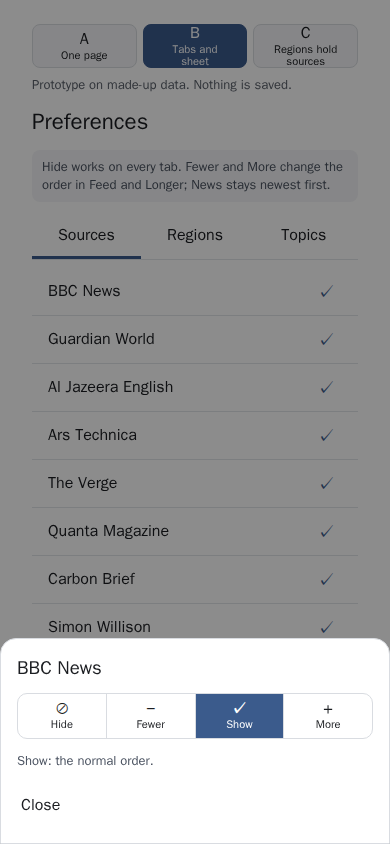 A
One page
B
Tabs and
sheet
C
Regions hold
sources
Prototype on made-up data. Nothing is saved.
Preferences
Hide works on every tab. Fewer and More change the
order in Feed and Longer; News stays newest first.
Sources
Regions
Topics
BBC News ✓
Guardian World ✓
Al Jazeera English ✓
Ars Technica ✓
The Verge ✓
Quanta Magazine ✓
Carbon Brief ✓
Simon Willison ✓
BBC News
⊘
Hide
−
Fewer
✓
Show
+
More
Show: the normal order.
Close